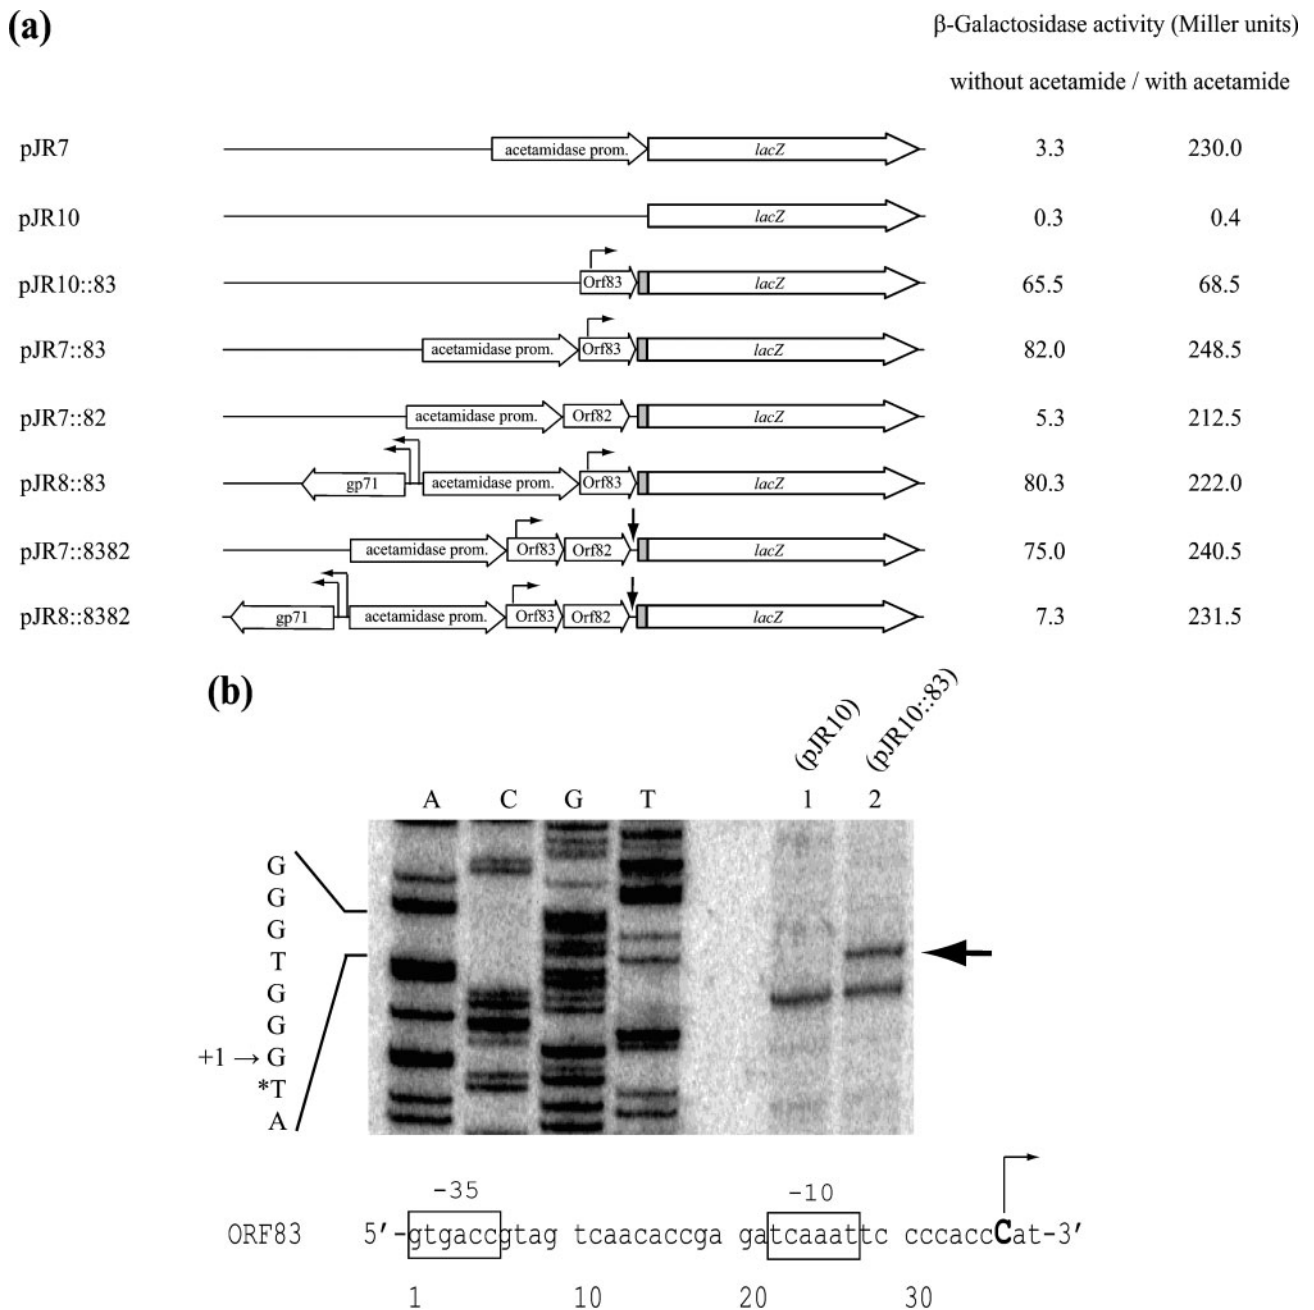 (a)
β-Galactosidase activity (Miller units)
without acetamide / with acetamide
pJR7 acetamidase prom. lacZ 3.3 230.0
pJR10 lacZ 0.3 0.4
pJR10::83 Orf83 lacZ 65.5 68.5
pJR7::83 acetamidase prom. Orf83 lacZ 82.0 248.5
pJR7::82 acetamidase prom. Orf82 lacZ 5.3 212.5
pJR8::83 gp71 acetamidase prom. Orf83 lacZ 80.3 222.0
pJR7::8382 acetamidase prom. Orf83 Orf82 lacZ 75.0 240.5
pJR8::8382 gp71 acetamidase prom. Orf83 Orf82 lacZ 7.3 231.5
(b)
(pJR10) (pJR10::83)
A C G T 1 2
G
G
G
T
G
G
+1 → G
*T
A
-35 -10
ORF83 5'-gtgaccgtag tcaacaccga gatcaaattc cccaccCat-3'
1 10 20 30